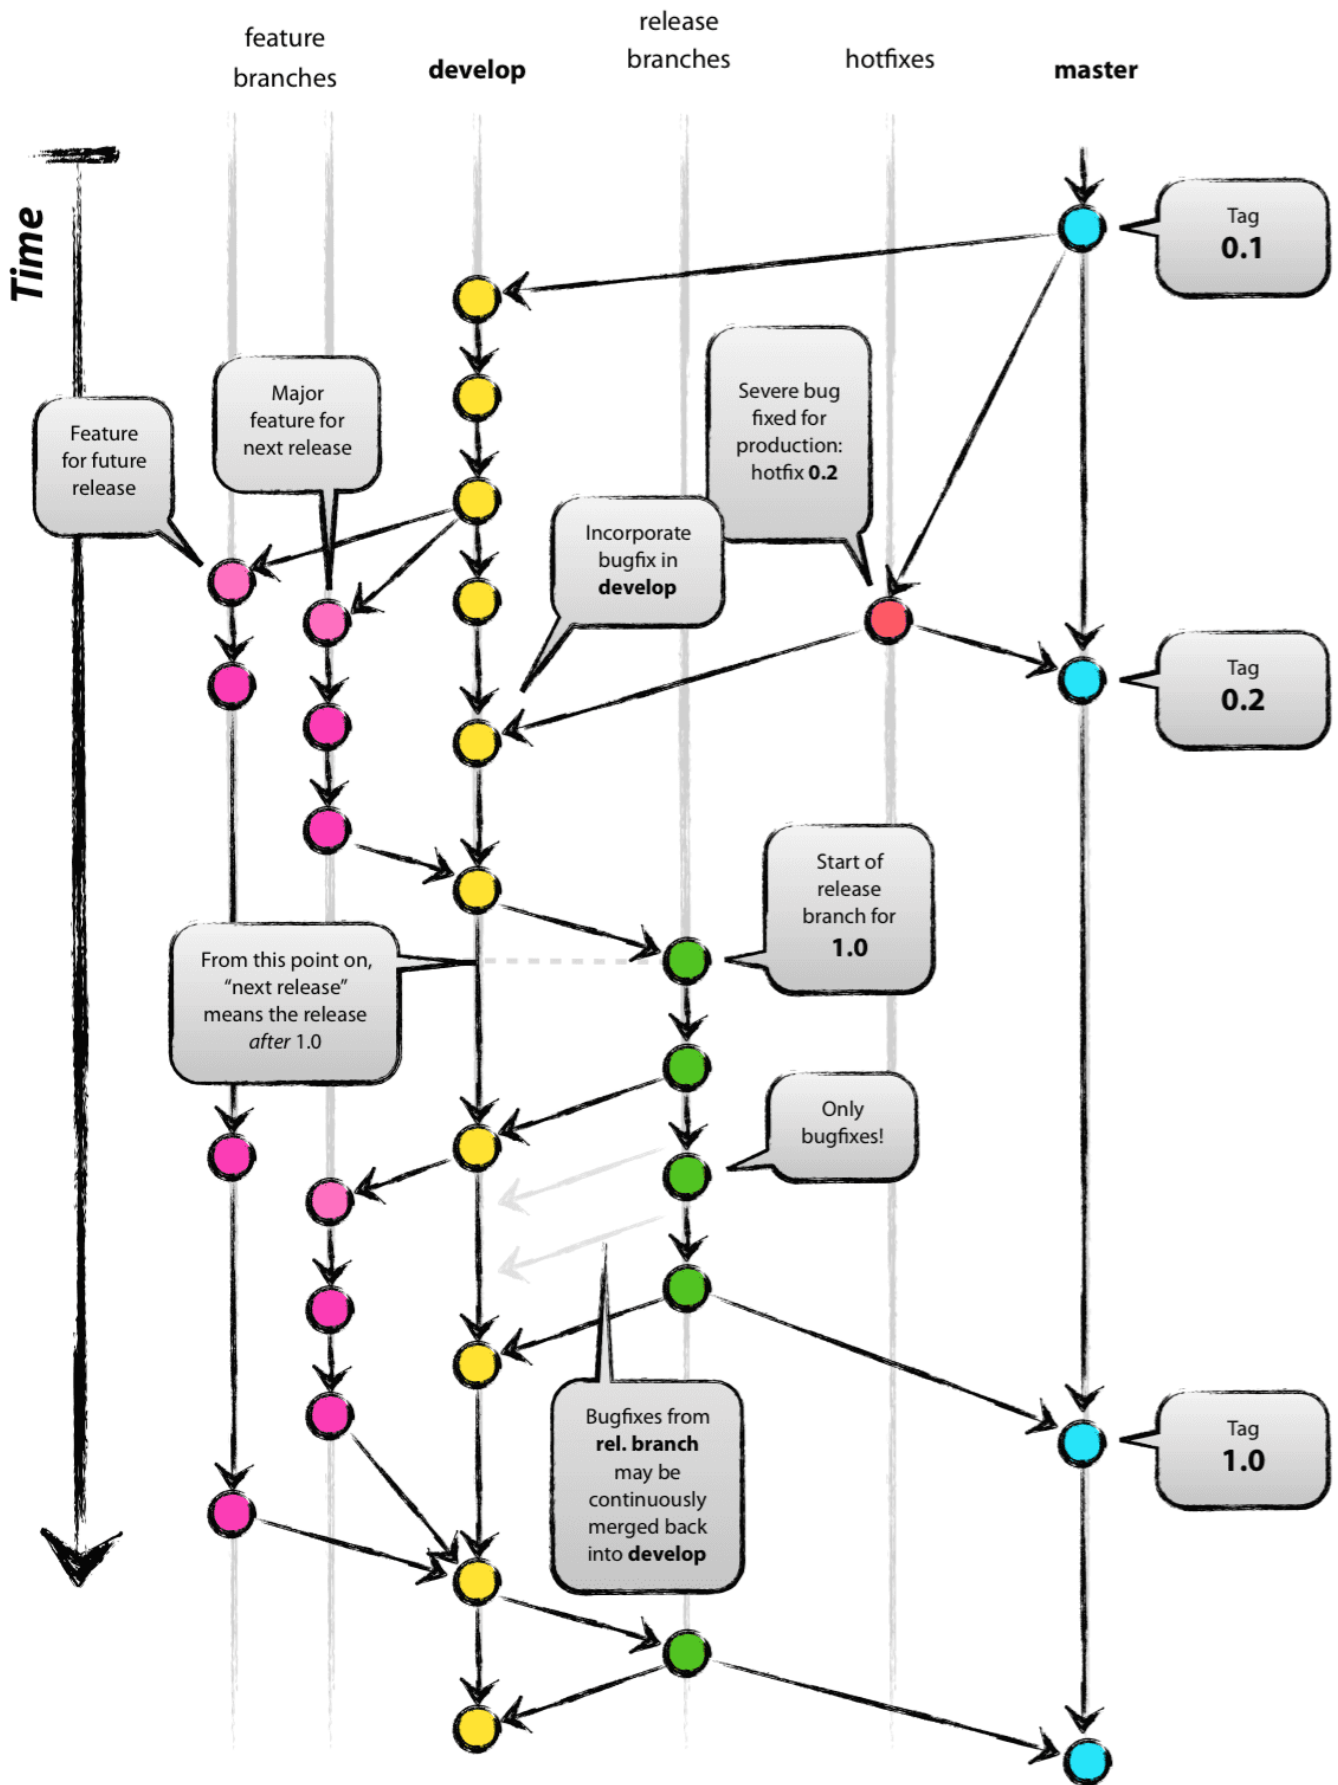 feature
branches
develop
release
branches
hotfixes
master
Time
Tag
0.1
Major
feature for
next release
Feature
for future
release
Severe bug
fixed for
production:
hotfix 0.2
Incorporate
bugfix in
develop
Tag
0.2
Start of
release
branch for
1.0
From this point on,
“next release”
means the release
after 1.0
Only
bugfixes!
Bugfixes from
rel. branch
may be
continuously
merged back
into develop
Tag
1.0